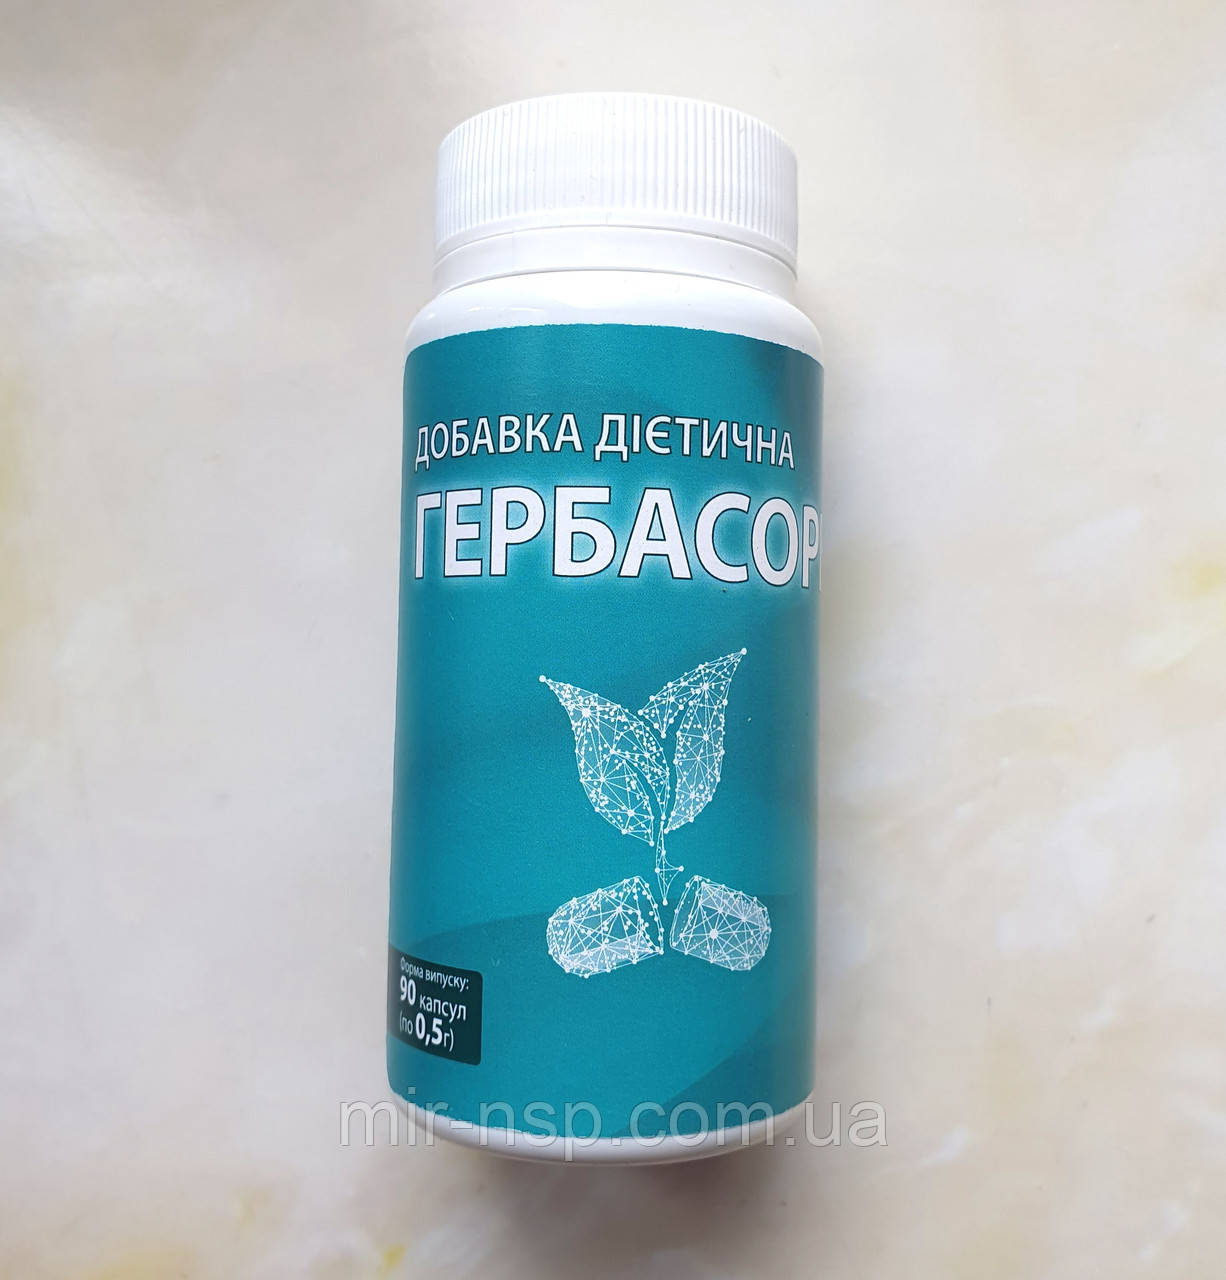 ДОБАВКА ДІЄТИЧНА
ГЕРБАСОР
Форма випуску:
90 капсул
(по 0,5г)
mir-nsp.com.ua